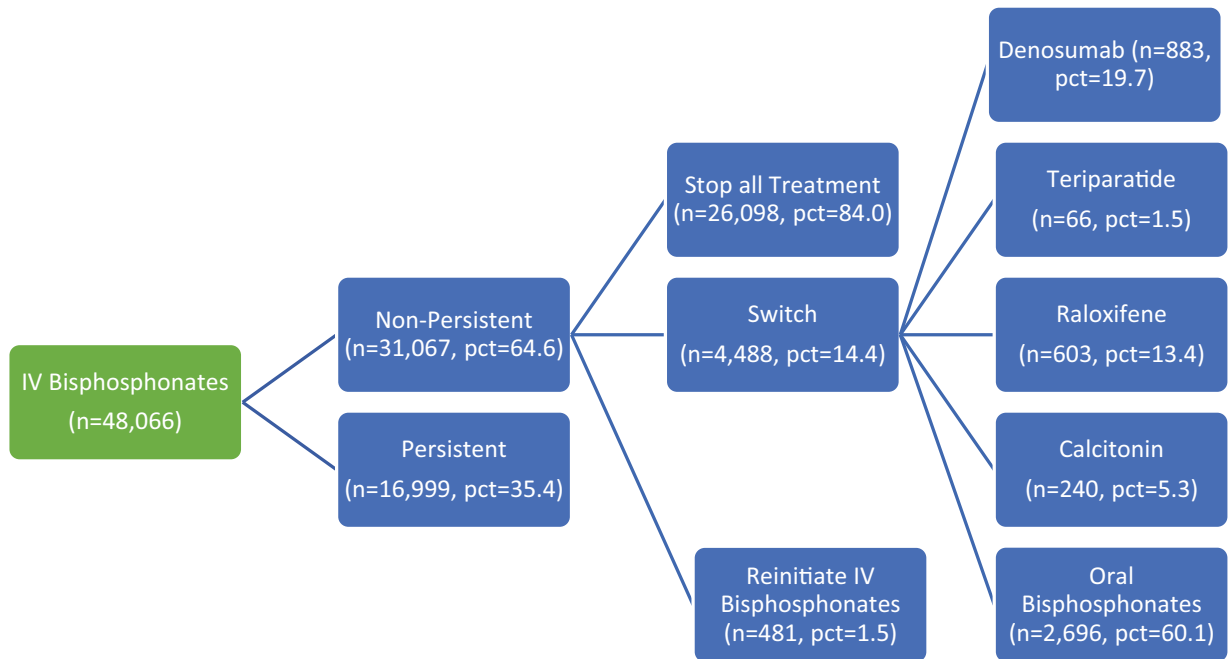 IV Bisphosphonates
(n=48,066)
Non-Persistent
(n=31,067, pct=64.6)
Persistent
(n=16,999, pct=35.4)
Stop all Treatment
(n=26,098, pct=84.0)
Switch
(n=4,488, pct=14.4)
Reinitiate IV
Bisphosphonates
(n=481, pct=1.5)
Denosumab (n=883,
pct=19.7)
Teriparatide
(n=66, pct=1.5)
Raloxifene
(n=603, pct=13.4)
Calcitonin
(n=240, pct=5.3)
Oral
Bisphosphonates
(n=2,696, pct=60.1)